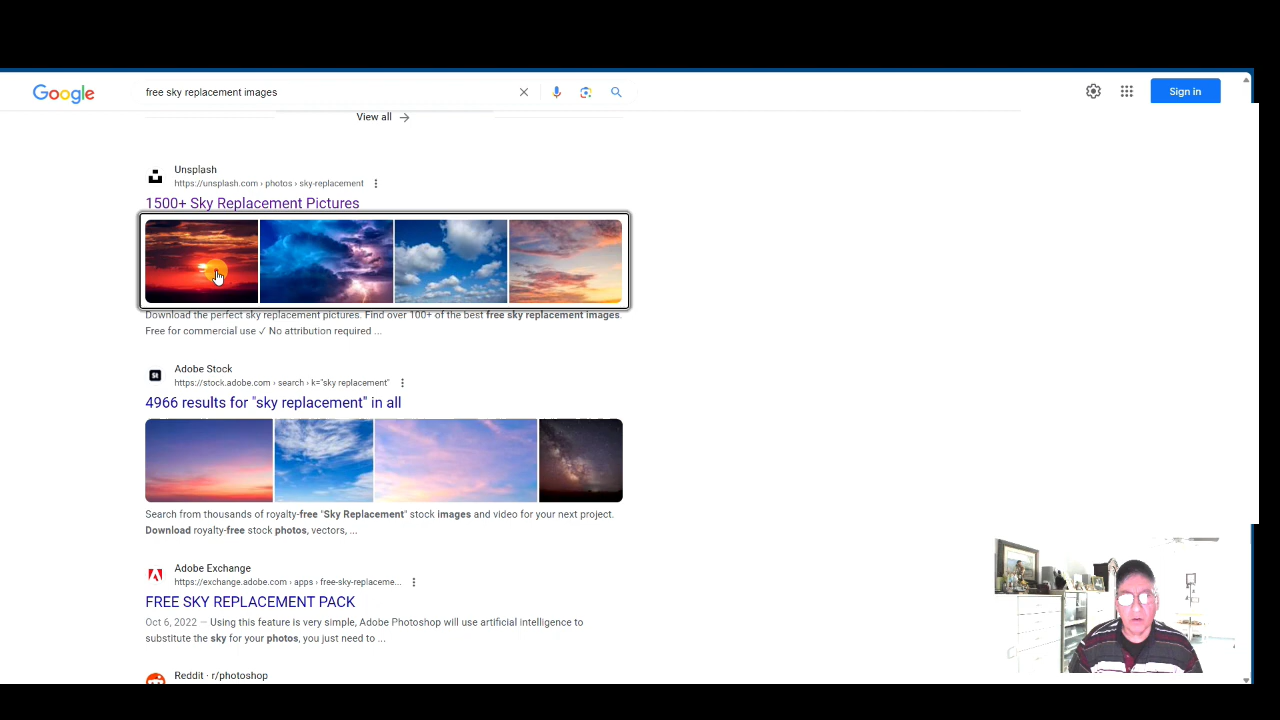 Google
free sky replacement images
Sign in
View all
Unsplash
https://unsplash.com › photos › sky-replacement
1500+ Sky Replacement Pictures
Download the perfect sky replacement pictures. Find over 100+ of the best free sky replacement images.
Free for commercial use ✓ No attribution required ...
Adobe Stock
https://stock.adobe.com › search › k="sky replacement"
4966 results for "sky replacement" in all
Search from thousands of royalty-free "Sky Replacement" stock images and video for your next project.
Download royalty-free stock photos, vectors, ...
Adobe Exchange
https://exchange.adobe.com › apps › free-sky-replaceme...
FREE SKY REPLACEMENT PACK
Oct 6, 2022 — Using this feature is very simple, Adobe Photoshop will use artificial intelligence to
substitute the sky for your photos, you just need to ...
Reddit · r/photoshop